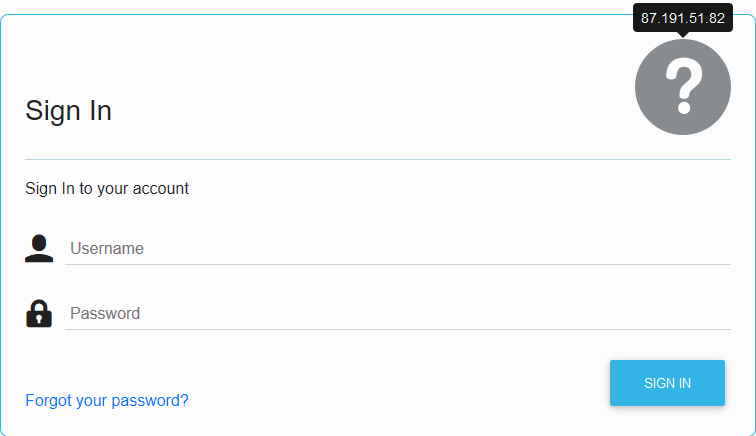 87.191.51.82
?
Sign In
Sign In to your account
Username
Password
SIGN IN
Forgot your password?